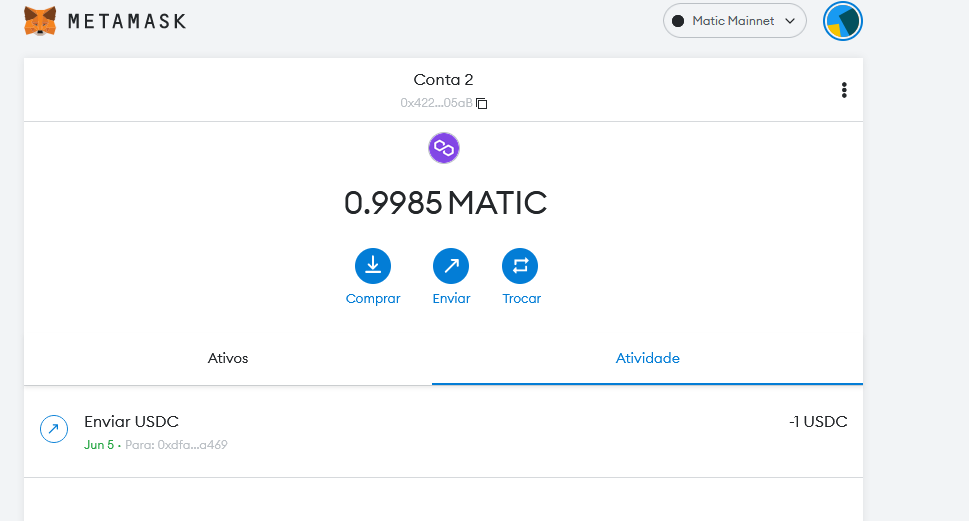 METAMASK
Matic Mainnet
Conta 2
0x422...05aB
0.9985 MATIC
Comprar
Enviar
Trocar
Ativos
Atividade
Enviar USDC
-1 USDC
Jun 5 · Para: 0xdfa...a469